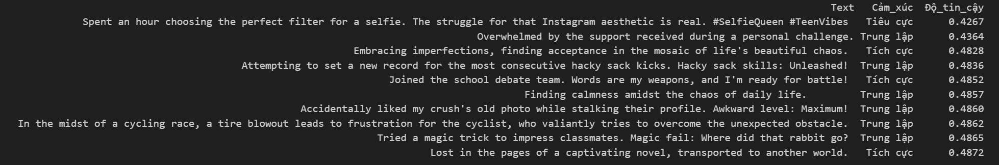 Text Cảm_xúc Độ_tin_cậy
Spent an hour choosing the perfect filter for a selfie. The struggle for that Instagram aesthetic is real. #SelfieQueen #TeenVibes Tiêu cực 0.4267
Overwhelmed by the support received during a personal challenge. Trung lập 0.4364
Embracing imperfections, finding acceptance in the mosaic of life's beautiful chaos. Tích cực 0.4828
Attempting to set a new record for the most consecutive hacky sack kicks. Hacky sack skills: Unleashed! Trung lập 0.4836
Joined the school debate team. Words are my weapons, and I'm ready for battle! Tích cực 0.4852
Finding calmness amidst the chaos of daily life. Trung lập 0.4857
Accidentally liked my crush's old photo while stalking their profile. Awkward level: Maximum! Trung lập 0.4860
In the midst of a cycling race, a tire blowout leads to frustration for the cyclist, who valiantly tries to overcome the unexpected obstacle. Trung lập 0.4862
Tried a magic trick to impress classmates. Magic fail: Where did that rabbit go? Trung lập 0.4865
Lost in the pages of a captivating novel, transported to another world. Tích cực 0.4872